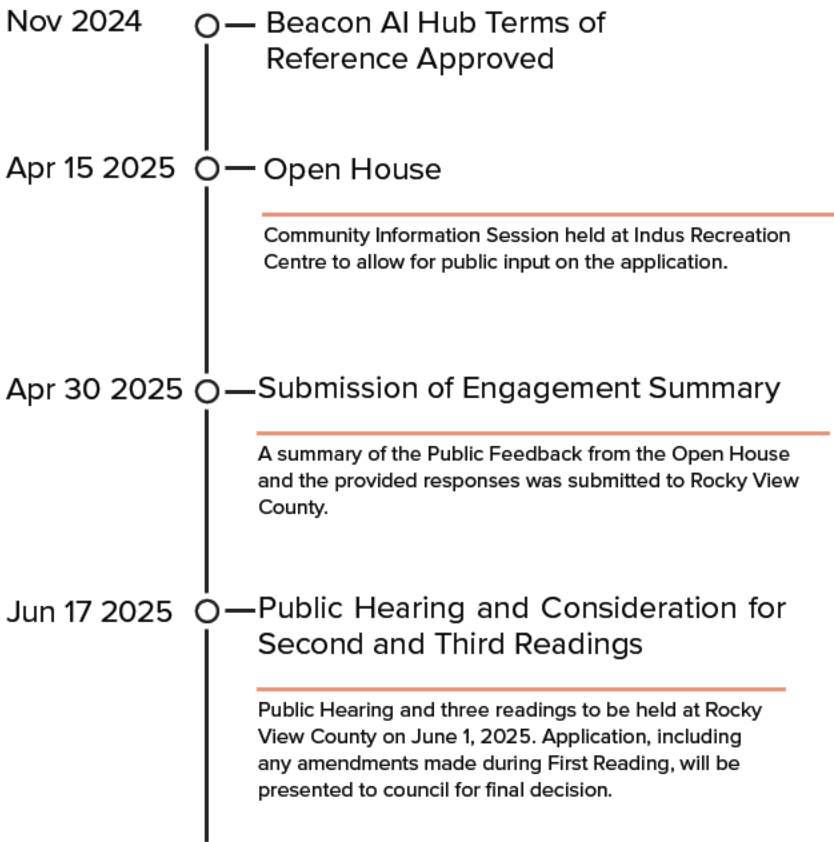 Nov 2024
Beacon AI Hub Terms of
Reference Approved
Apr 15 2025
Open House
Community Information Session held at Indus Recreation
Centre to allow for public input on the application.
Apr 30 2025
Submission of Engagement Summary
A summary of the Public Feedback from the Open House
and the provided responses was submitted to Rocky View
County.
Jun 17 2025
Public Hearing and Consideration for
Second and Third Readings
Public Hearing and three readings to be held at Rocky
View County on June 1, 2025. Application, including
any amendments made during First Reading, will be
presented to council for final decision.